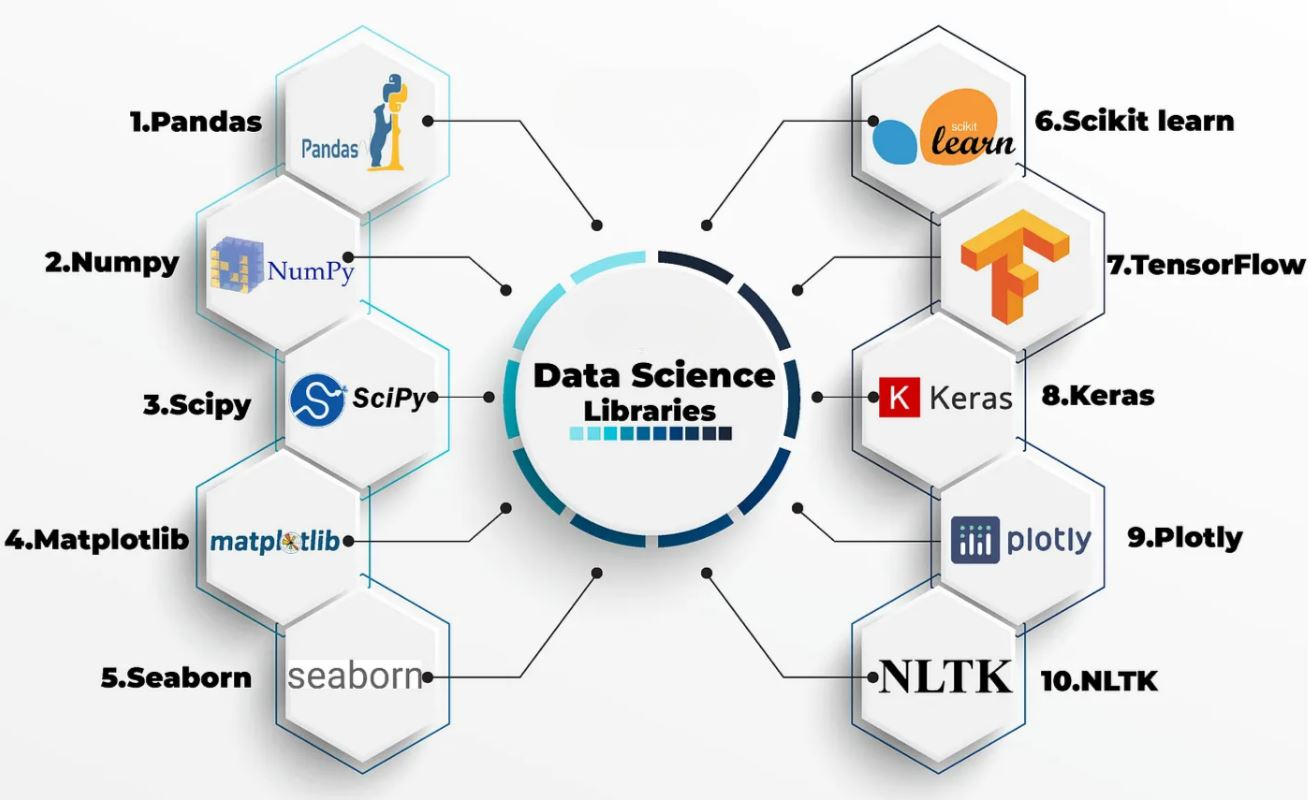 1.Pandas
Pandas
2.Numpy
NumPy
3.Scipy
SciPy
4.Matplotlib
matplotlib
5.Seaborn
seaborn
Data Science
Libraries
scikit
learn
6.Scikit learn
7.TensorFlow
K Keras
8.Keras
plotly
9.Plotly
NLTK
10.NLTK